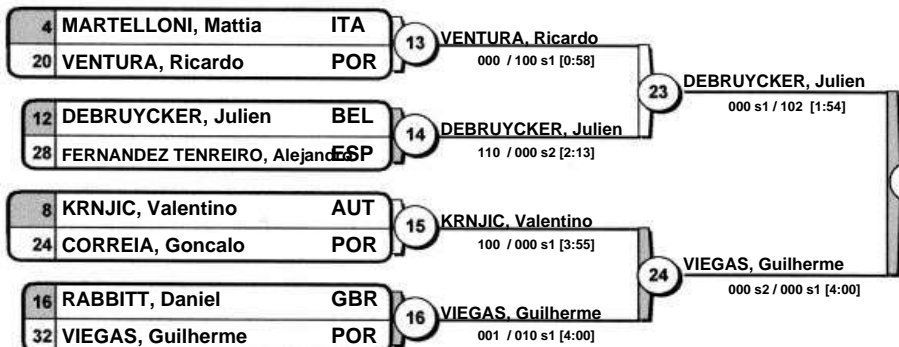 4 MARTELLONI, Mattia ITA
20 VENTURA, Ricardo POR
13
VENTURA, Ricardo
000 / 100 s1 [0:58]
12 DEBRUYCKER, Julien BEL
28 FERNANDEZ TENREIRO, Alejandro ESP
14
DEBRUYCKER, Julien
110 / 000 s2 [2:13]
23
DEBRUYCKER, Julien
000 s1 / 102 [1:54]
8 KRNJIC, Valentino AUT
24 CORREIA, Goncalo POR
15
KRNJIC, Valentino
100 / 000 s1 [3:55]
16 RABBITT, Daniel GBR
32 VIEGAS, Guilherme POR
16
VIEGAS, Guilherme
001 / 010 s1 [4:00]
24
VIEGAS, Guilherme
000 s2 / 000 s1 [4:00]